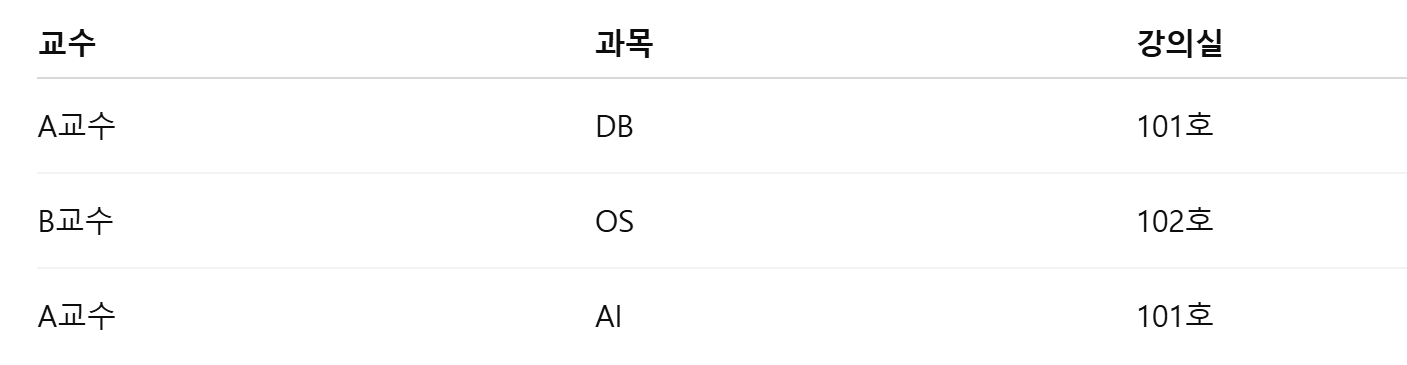 교수 과목 강의실
A교수 DB 101호
B교수 OS 102호
A교수 AI 101호